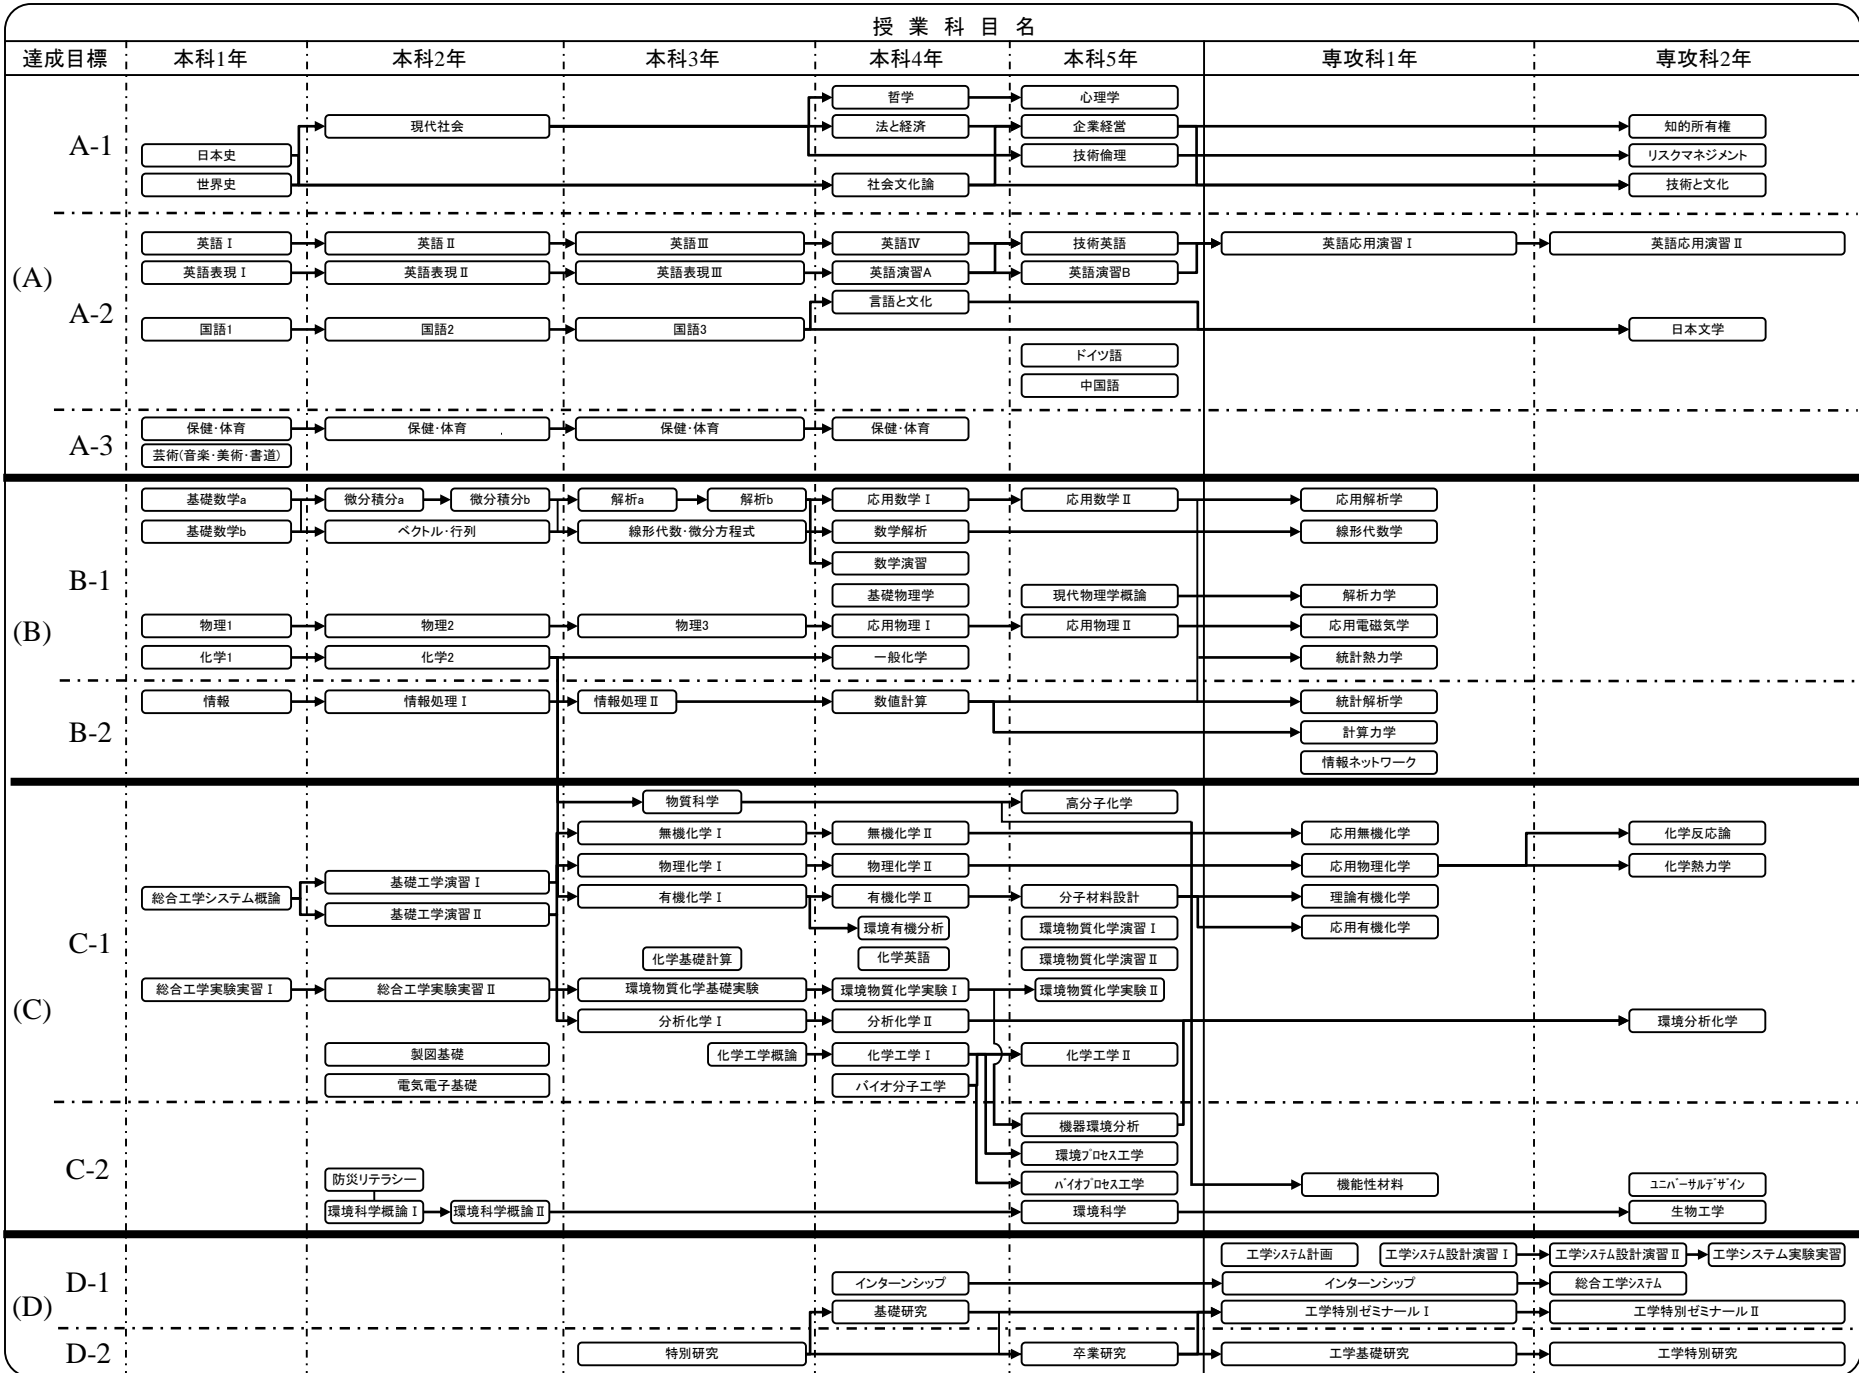 授 業 科 目 名
達成目標 本科1年 本科2年 本科3年 本科4年 本科5年 専攻科1年 専攻科2年
哲学 心理学
現代社会 法と経済 企業経営 知的所有権
A-1
日本史 技術倫理 リスクマネジメント
世界史 社会文化論 技術と文化
英語Ⅰ 英語Ⅱ 英語Ⅲ 英語Ⅳ 技術英語 英語応用演習Ⅰ 英語応用演習Ⅱ
英語表現Ⅰ 英語表現Ⅱ 英語表現Ⅲ 英語演習A 英語演習B
(A)
言語と文化
A-2
国語1 国語2 国語3 日本文学
ドイツ語
中国語
保健・体育 保健・体育 保健・体育 保健・体育
A-3
芸術(音楽・美術・書道)
基礎数学a 微分積分a 微分積分b 解析a 解析b 応用数学Ⅰ 応用数学Ⅱ 応用解析学
基礎数学b ベクトル・行列 線形代数・微分方程式 数学解析 線形代数学
数学演習
B-1
基礎物理学 現代物理学概論 解析力学
(B)
物理1 物理2 物理3 応用物理Ⅰ 応用物理Ⅱ 応用電磁気学
化学1 化学2 一般化学 統計熱力学
情報 情報処理Ⅰ 情報処理Ⅱ 数値計算 統計解析学
B-2
計算力学
情報ネットワーク
物質科学 高分子化学
無機化学Ⅰ 無機化学Ⅱ 応用無機化学 化学反応論
物理化学Ⅰ 物理化学Ⅱ 応用物理化学 化学熱力学
基礎工学演習Ⅰ
総合工学システム概論 有機化学Ⅰ 有機化学Ⅱ 分子材料設計 理論有機化学
基礎工学演習Ⅱ
環境有機分析 環境物質化学演習Ⅰ 応用有機化学
C-1
化学基礎計算 化学英語 環境物質化学演習Ⅱ
総合工学実験実習Ⅰ 総合工学実験実習Ⅱ 環境物質化学基礎実験 環境物質化学実験Ⅰ 環境物質化学実験Ⅱ
(C)
分析化学Ⅰ 分析化学Ⅱ 環境分析化学
製図基礎 化学工学概論 化学工学Ⅰ 化学工学Ⅱ
電気電子基礎 バイオ分子工学
機器環境分析
環境プロセス工学
C-2
防災リテラシー バイオプロセス工学 機能性材料 ユニバーサルデザイン
環境科学概論Ⅰ 環境科学概論Ⅱ 環境科学 生物工学
工学システム計画 工学システム設計演習Ⅰ 工学システム設計演習Ⅱ 工学システム実験実習
D-1
インターンシップ インターンシップ 総合工学システム
(D)
基礎研究 工学特別ゼミナールⅠ 工学特別ゼミナールⅡ
D-2
特別研究 卒業研究 工学基礎研究 工学特別研究